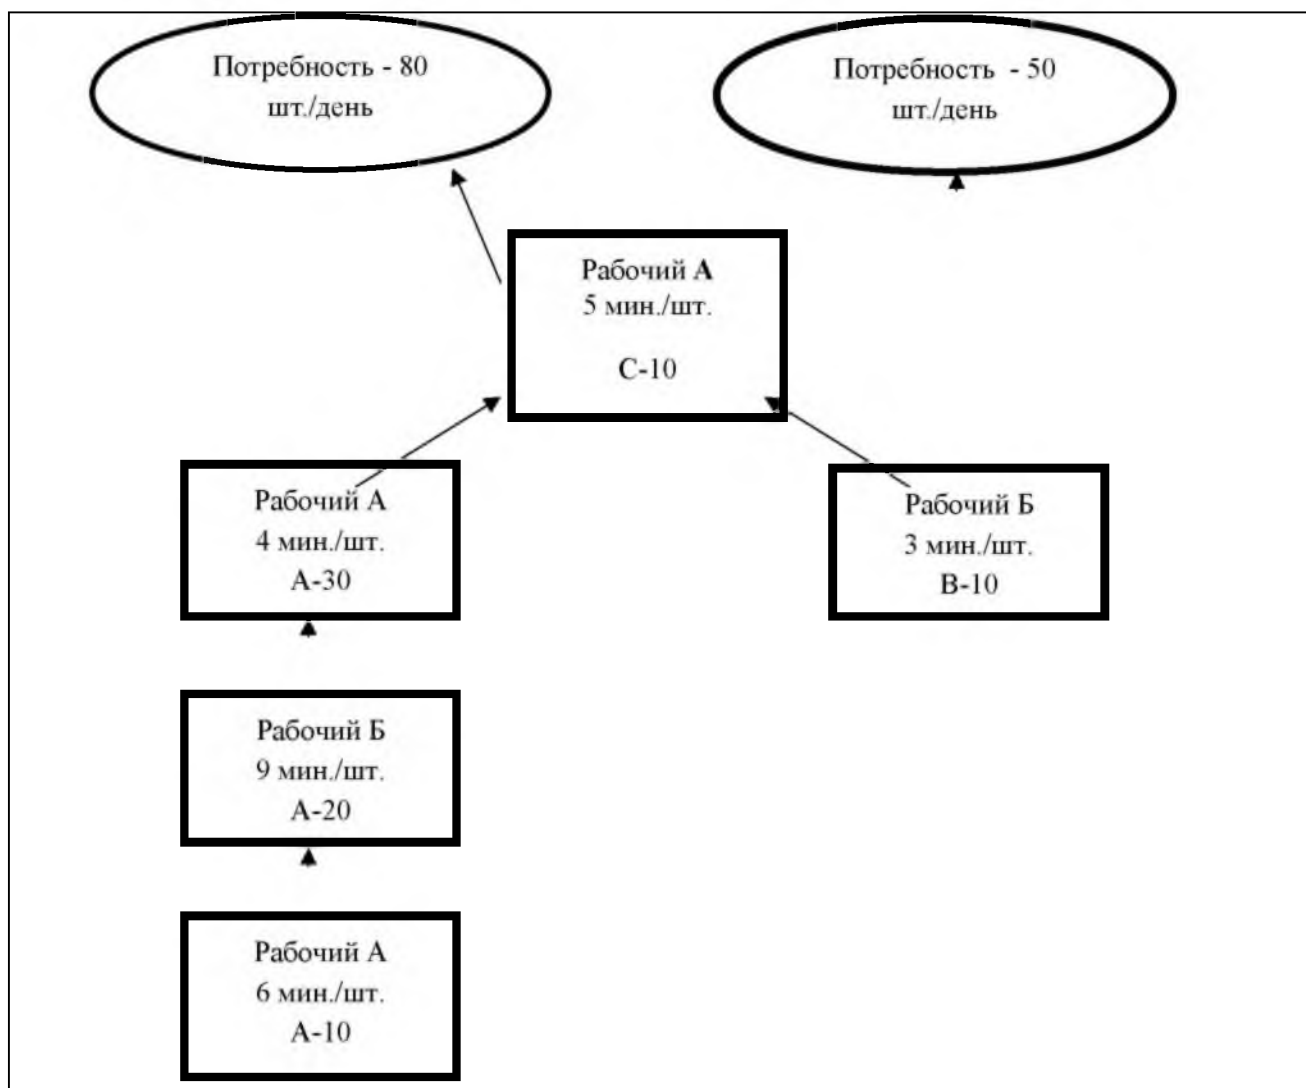 Потребность - 80
шт./день
Потребность - 50
шт./день
Рабочий А
5 мин./шт.
С-10
Рабочий А
4 мин./шт.
А-30
Рабочий Б
3 мин./шт.
В-10
Рабочий Б
9 мин./шт.
А-20
Рабочий А
6 мин./шт.
А-10